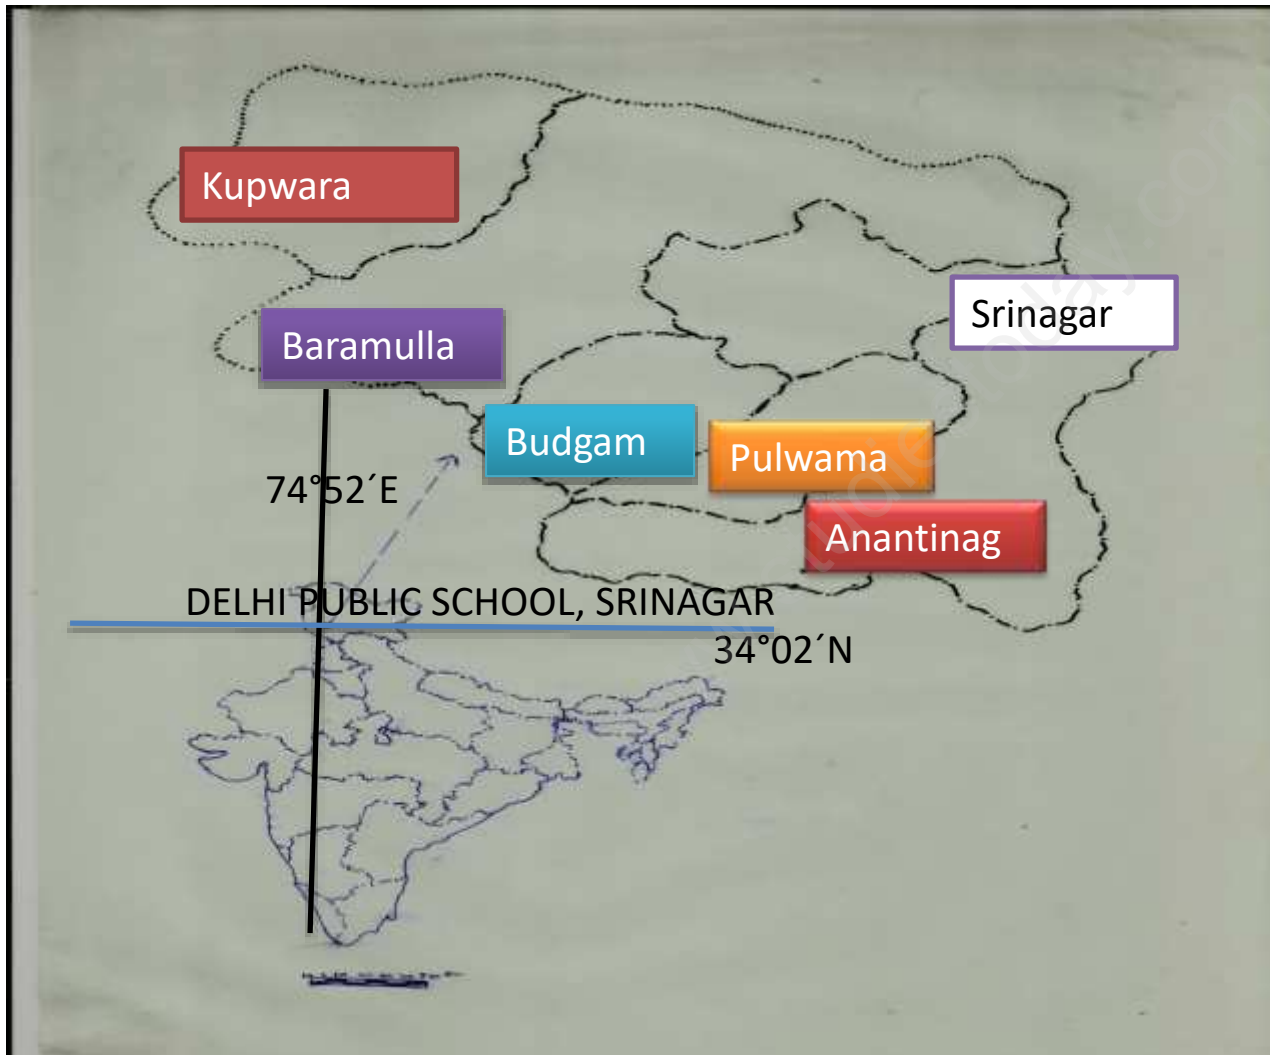 Kupwara
Srinagar
Baramulla
Budgam
Pulwama
74°52´E
Anantinag
DELHI PUBLIC SCHOOL, SRINAGAR
34°02´N